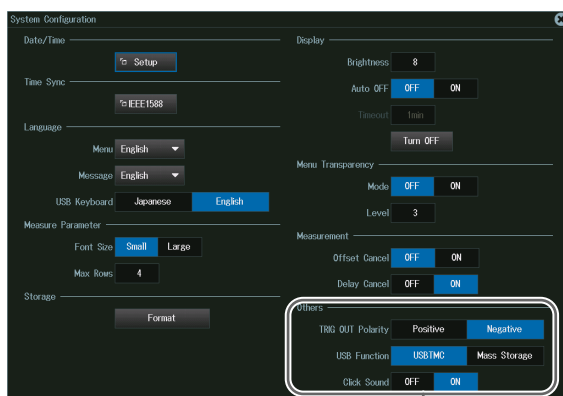 System Configuration
Date/Time
Setup
Time Sync
IEEE1588
Language
Menu English
Message English
USB Keyboard Japanese English
Measure Parameter
Font Size Small Large
Max Rows 4
Storage
Format
Display
Brightness 8
Auto OFF OFF ON
Timeout 1min
Turn OFF
Menu Transparency
Mode OFF ON
Level 3
Measurement
Offset Cancel OFF ON
Delay Cancel OFF ON
Others
TRIG OUT Polarity Positive Negative
USB Function USBTMC Mass Storage
Click Sound OFF ON